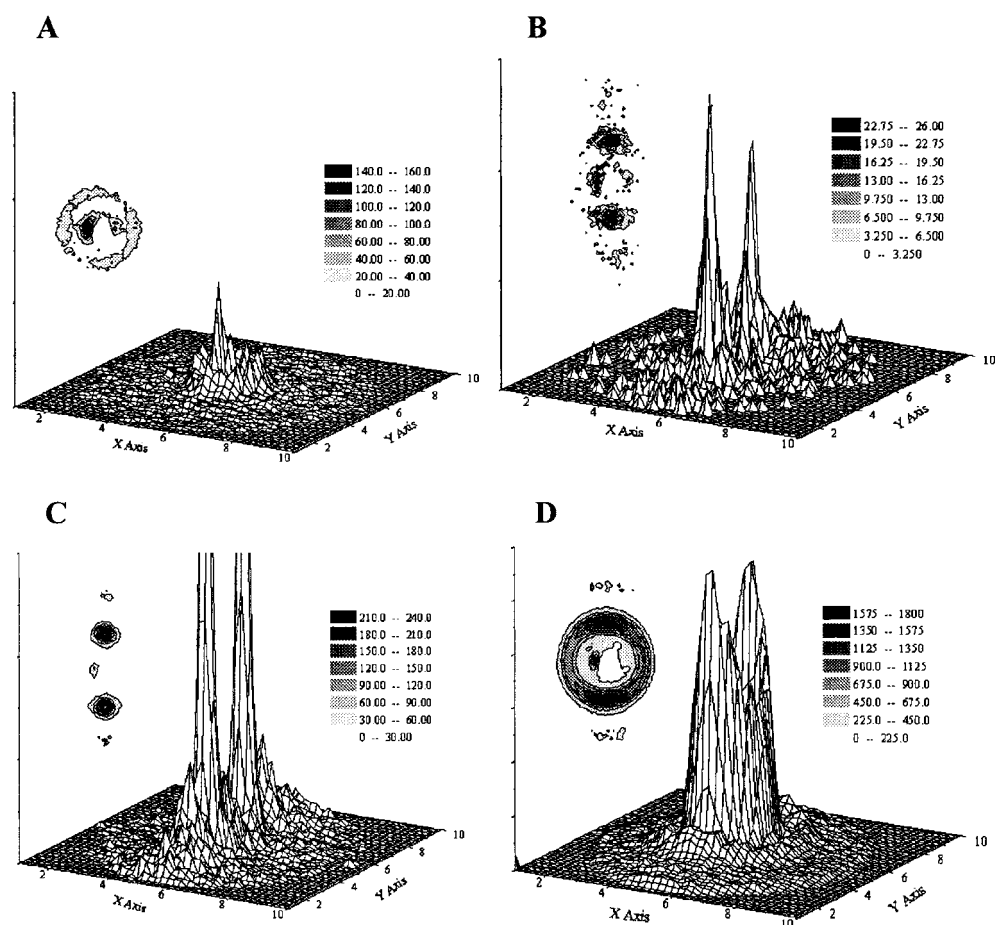 A
140.0 -- 160.0
120.0 -- 140.0
100.0 -- 120.0
80.00 -- 100.0
60.00 -- 80.00
40.00 -- 60.00
20.00 -- 40.00
0 -- 20.00
2
4
6
8
10
X Axis
2
4
6
8
10
Y Axis
B
22.75 -- 26.00
19.50 -- 22.75
16.25 -- 19.50
13.00 -- 16.25
9.750 -- 13.00
6.500 -- 9.750
3.250 -- 6.500
0 -- 3.250
2
4
6
8
10
X Axis
2
4
6
8
10
Y Axis
C
210.0 -- 240.0
180.0 -- 210.0
150.0 -- 180.0
120.0 -- 150.0
90.00 -- 120.0
60.00 -- 90.00
30.00 -- 60.00
0 -- 30.00
2
4
6
8
10
X Axis
2
4
6
8
10
Y Axis
D
1575 -- 1800
1350 -- 1575
1125 -- 1350
900.0 -- 1125
675.0 -- 900.0
450.0 -- 675.0
225.0 -- 450.0
0 -- 225.0
2
4
6
8
10
X Axis
2
4
6
8
10
Y Axis